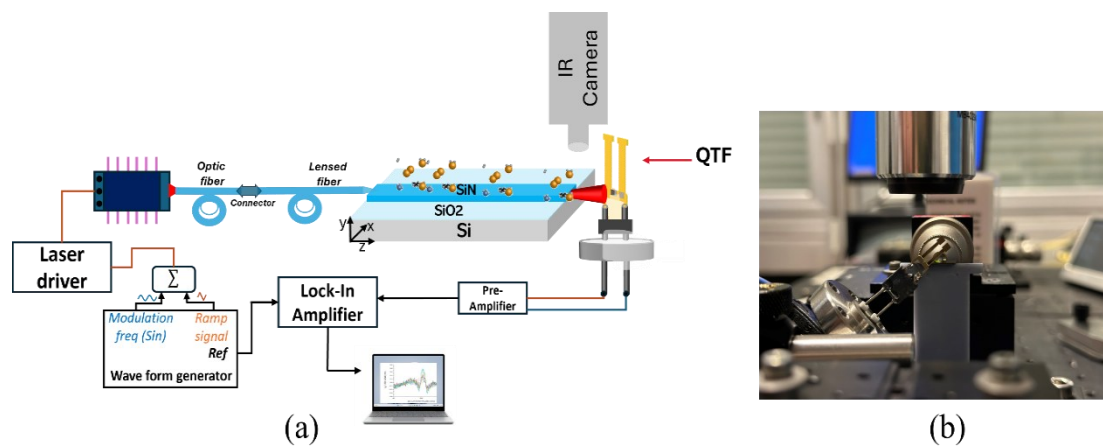 IR
Camera
QTF
Optic
fiber
Lensed
fiber
Connector
SiN
SiO2
Si
y
x
z
Laser
driver
Σ
Lock-In
Amplifier
Pre-
Amplifier
Modulation
freq (Sin)
Ramp
signal
Ref
Wave form generator
(a)
(b)